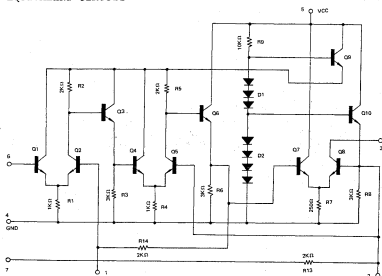 5 VCC
10KΩ R9
Q9
2KΩ R2
2KΩ R5
D1
Q3
Q6
Q10
D2
Q1 Q2
Q4 Q5
Q7 Q8
6
1KΩ R1
3KΩ R3
1KΩ R4
3KΩ R6
250Ω R7
3KΩ R8
4
GND
R14
2KΩ
2KΩ
R13
7
1